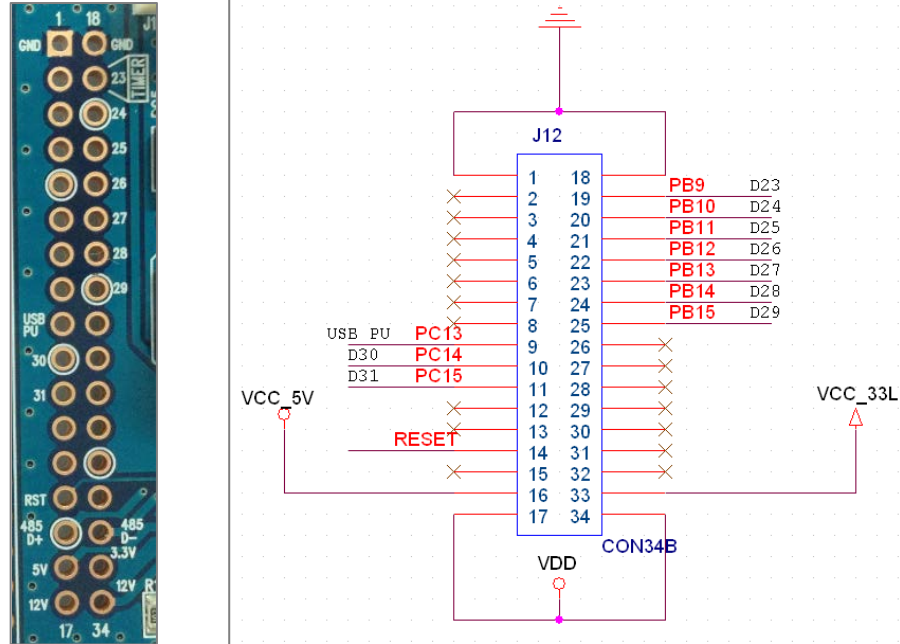 1 18
GND GND
23
TIMER
24
25
26
27
28
29
USB
PU
30
31
RST
485
D+
485
D-
3.3V
5V
12V
12V
17 34
J12
1 18
2 19 PB9 D23
3 20 PB10 D24
4 21 PB11 D25
5 22 PB12 D26
6 23 PB13 D27
7 24 PB14 D28
8 25 PB15 D29
USB PU PC13 9 26
D30 PC14 10 27
D31 PC15 11 28
VCC_5V
VCC_33L
12 29
13 30
RESET 14 31
15 32
16 33
17 34
CON34B
VDD